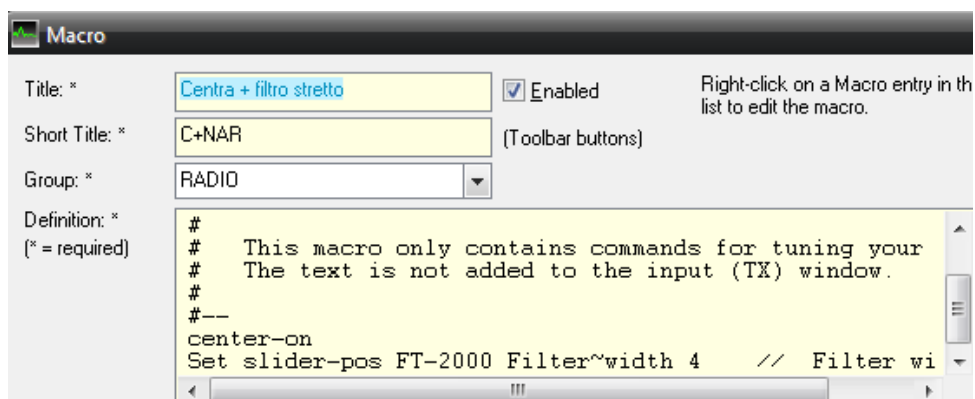 Macro
Title: * Centra + filtro stretto Enabled Right-click on a Macro entry in th
list to edit the macro.
Short Title: * C+NAR (Toolbar buttons)
Group: * RADIO
Definition: *
(* = required)
#
# This macro only contains commands for tuning your
# The text is not added to the input (TX) window.
#
#--
center-on
Set slider-pos FT-2000 Filter~width 4 // Filter wi